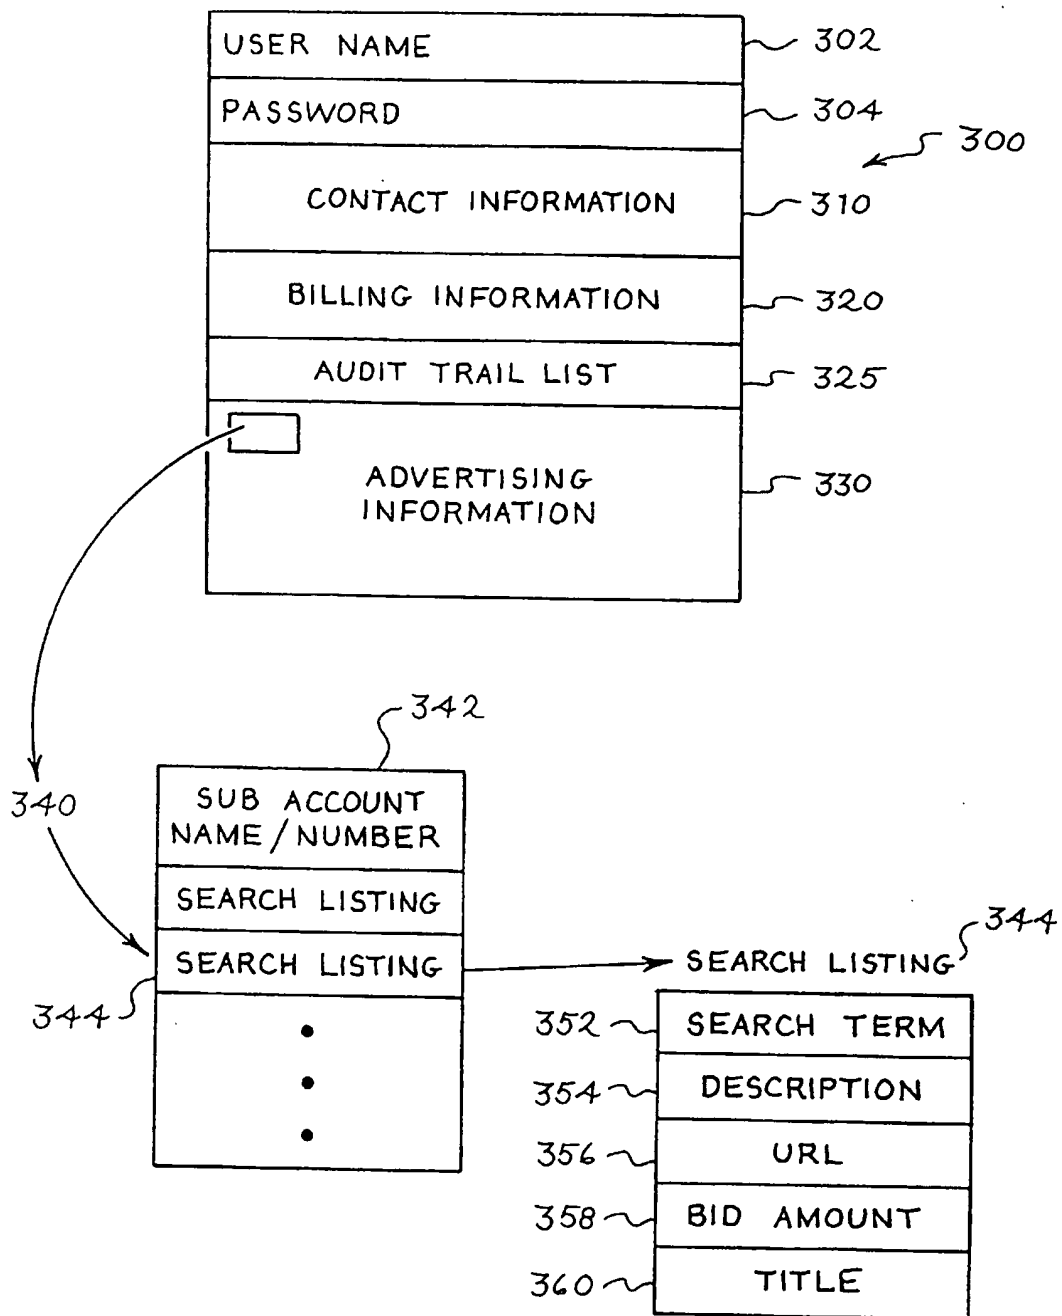 USER NAME 302
PASSWORD 304
300
CONTACT INFORMATION 310
BILLING INFORMATION 320
AUDIT TRAIL LIST 325
ADVERTISING
INFORMATION
330
342
340
SUB ACCOUNT
NAME/NUMBER
SEARCH LISTING
SEARCH LISTING
344
SEARCH LISTING 344
352 SEARCH TERM
354 DESCRIPTION
356 URL
358 BID AMOUNT
360 TITLE